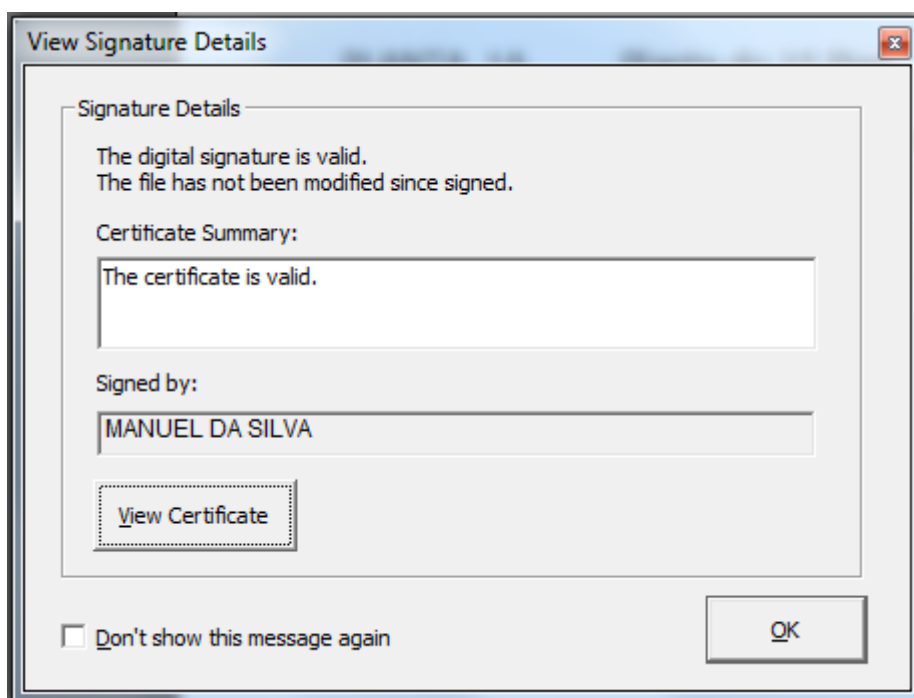 View Signature Details
Signature Details
The digital signature is valid.
The file has not been modified since signed.
Certificate Summary:
The certificate is valid.
Signed by:
MANUEL DA SILVA
View Certificate
Don't show this message again
OK